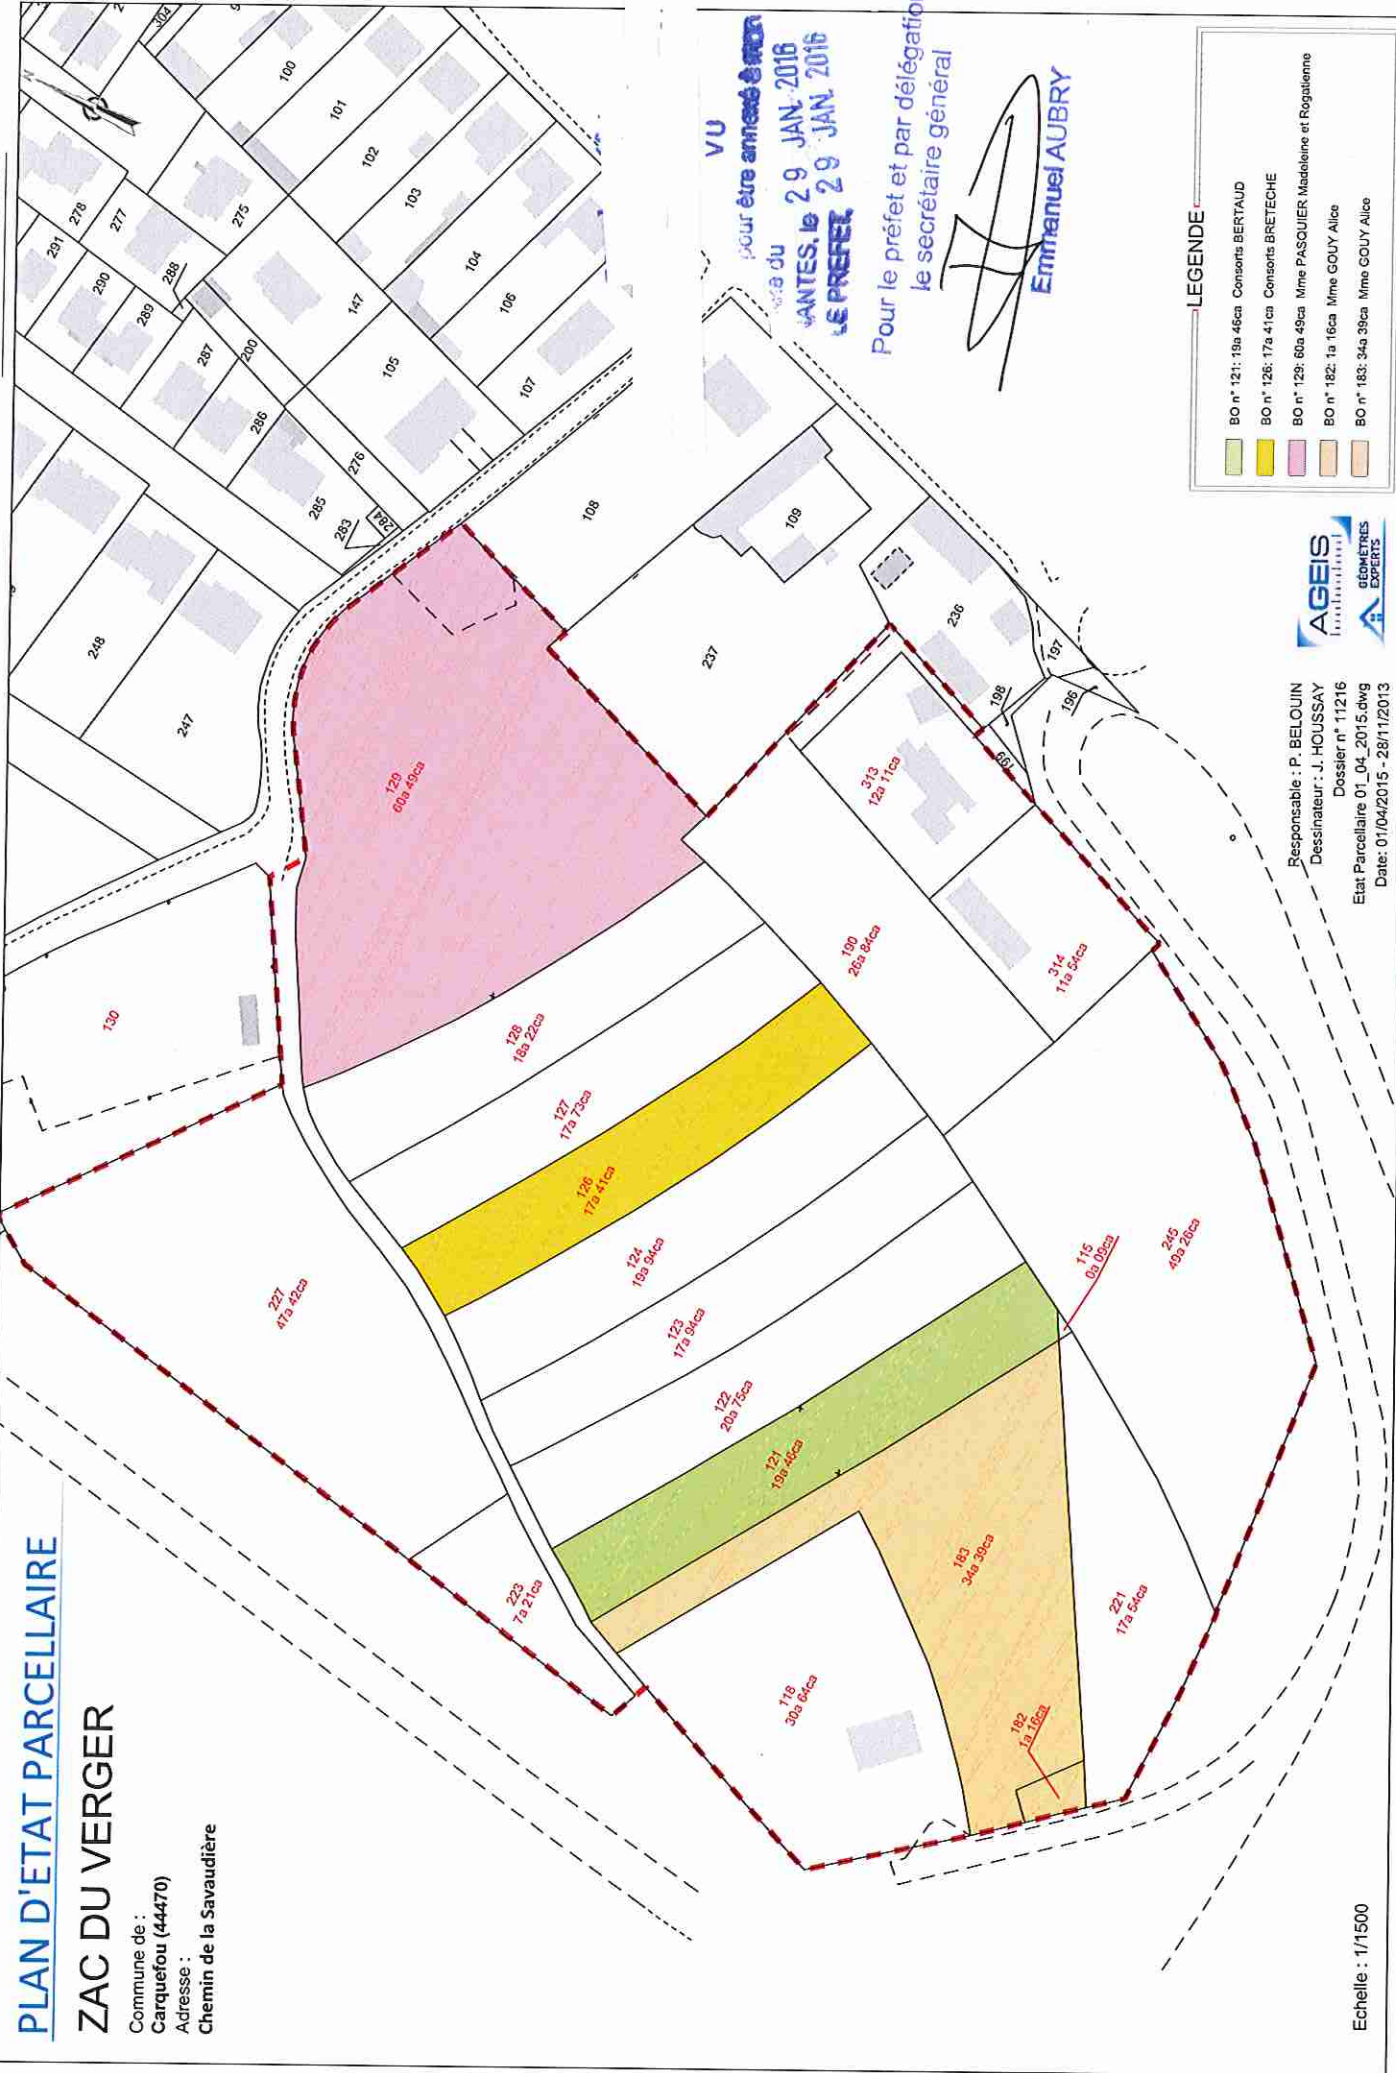 PLAN D'ETAT PARCELLAIRE
ZAC DU VERGER
Commune de :
Carquefou (44470)
Adresse :
Chemin de la Savaudière
Echelle : 1/1500
227
47a 42ca
223
7a 21ca
118
30a 64ca
182
1a 16ca
183
34a 39ca
221
17a 54ca
121
19a 46ca
122
20a 75ca
123
17a 94ca
124
19a 94ca
126
17a 41ca
127
17a 73ca
128
18a 22ca
129
60a 49ca
115
0a 09ca
245
49a 26ca
190
26a 84ca
314
11a 54ca
313
12a 11ca
130
247
248
237
108
109
236
198
199
197
196
283
284
285
276
286
200
287
288
289
290
291
277
278
275
147
105
107
106
104
103
102
101
100
304
N
VU
pour être annexé
du
NANTES, le 29 JAN. 2016
LE PREFET, 29 JAN. 2016
Pour le préfet et par délégation
le secrétaire général
Emmanuel AUBRY
LEGENDE
BO n° 121: 19a 46ca Consorts BERTAUD
BO n° 126: 17a 41ca Consorts BRETECHE
BO n° 129: 60a 49ca Mme PASQUIER Madeleine et Rogatienne
BO n° 182: 1a 16ca Mme GOUY Alice
BO n° 183: 34a 39ca Mme GOUY Alice
AGEIS
GÉOMÈTRES
EXPERTS
Responsable : P. BELOUIN
Dessinateur : J. HOUSSAY
Dossier n° 11216
Etat Parcellaire 01_04_2015.dwg
Date: 01/04/2015 - 28/11/2013